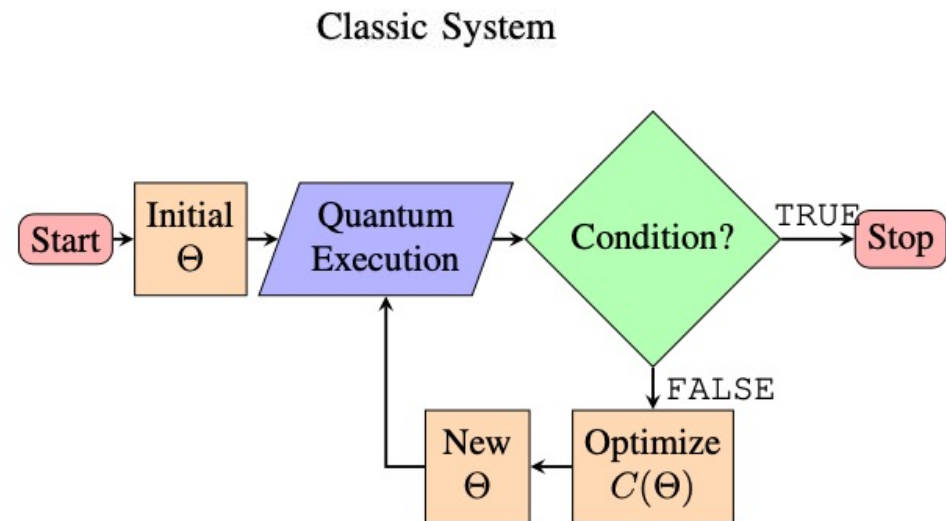 Classic System
Start
Initial
Θ
Quantum
Execution
Condition?
TRUE
Stop
FALSE
New
Θ
Optimize
C(Θ)